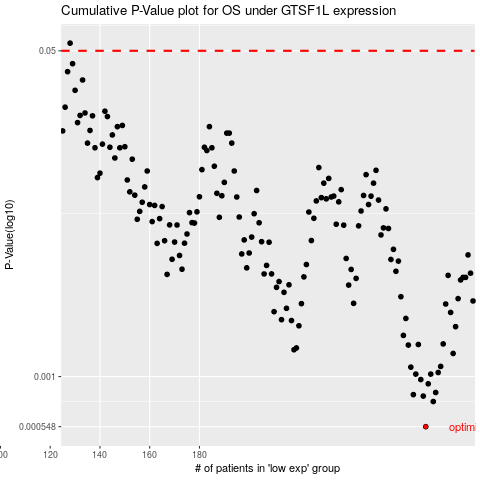 Cumulative P-Value plot for OS under GTSF1L expression
0.05
P-Value(log10)
0.001
0.000548
optim
00 140 160 180
# of patients in 'low exp' group